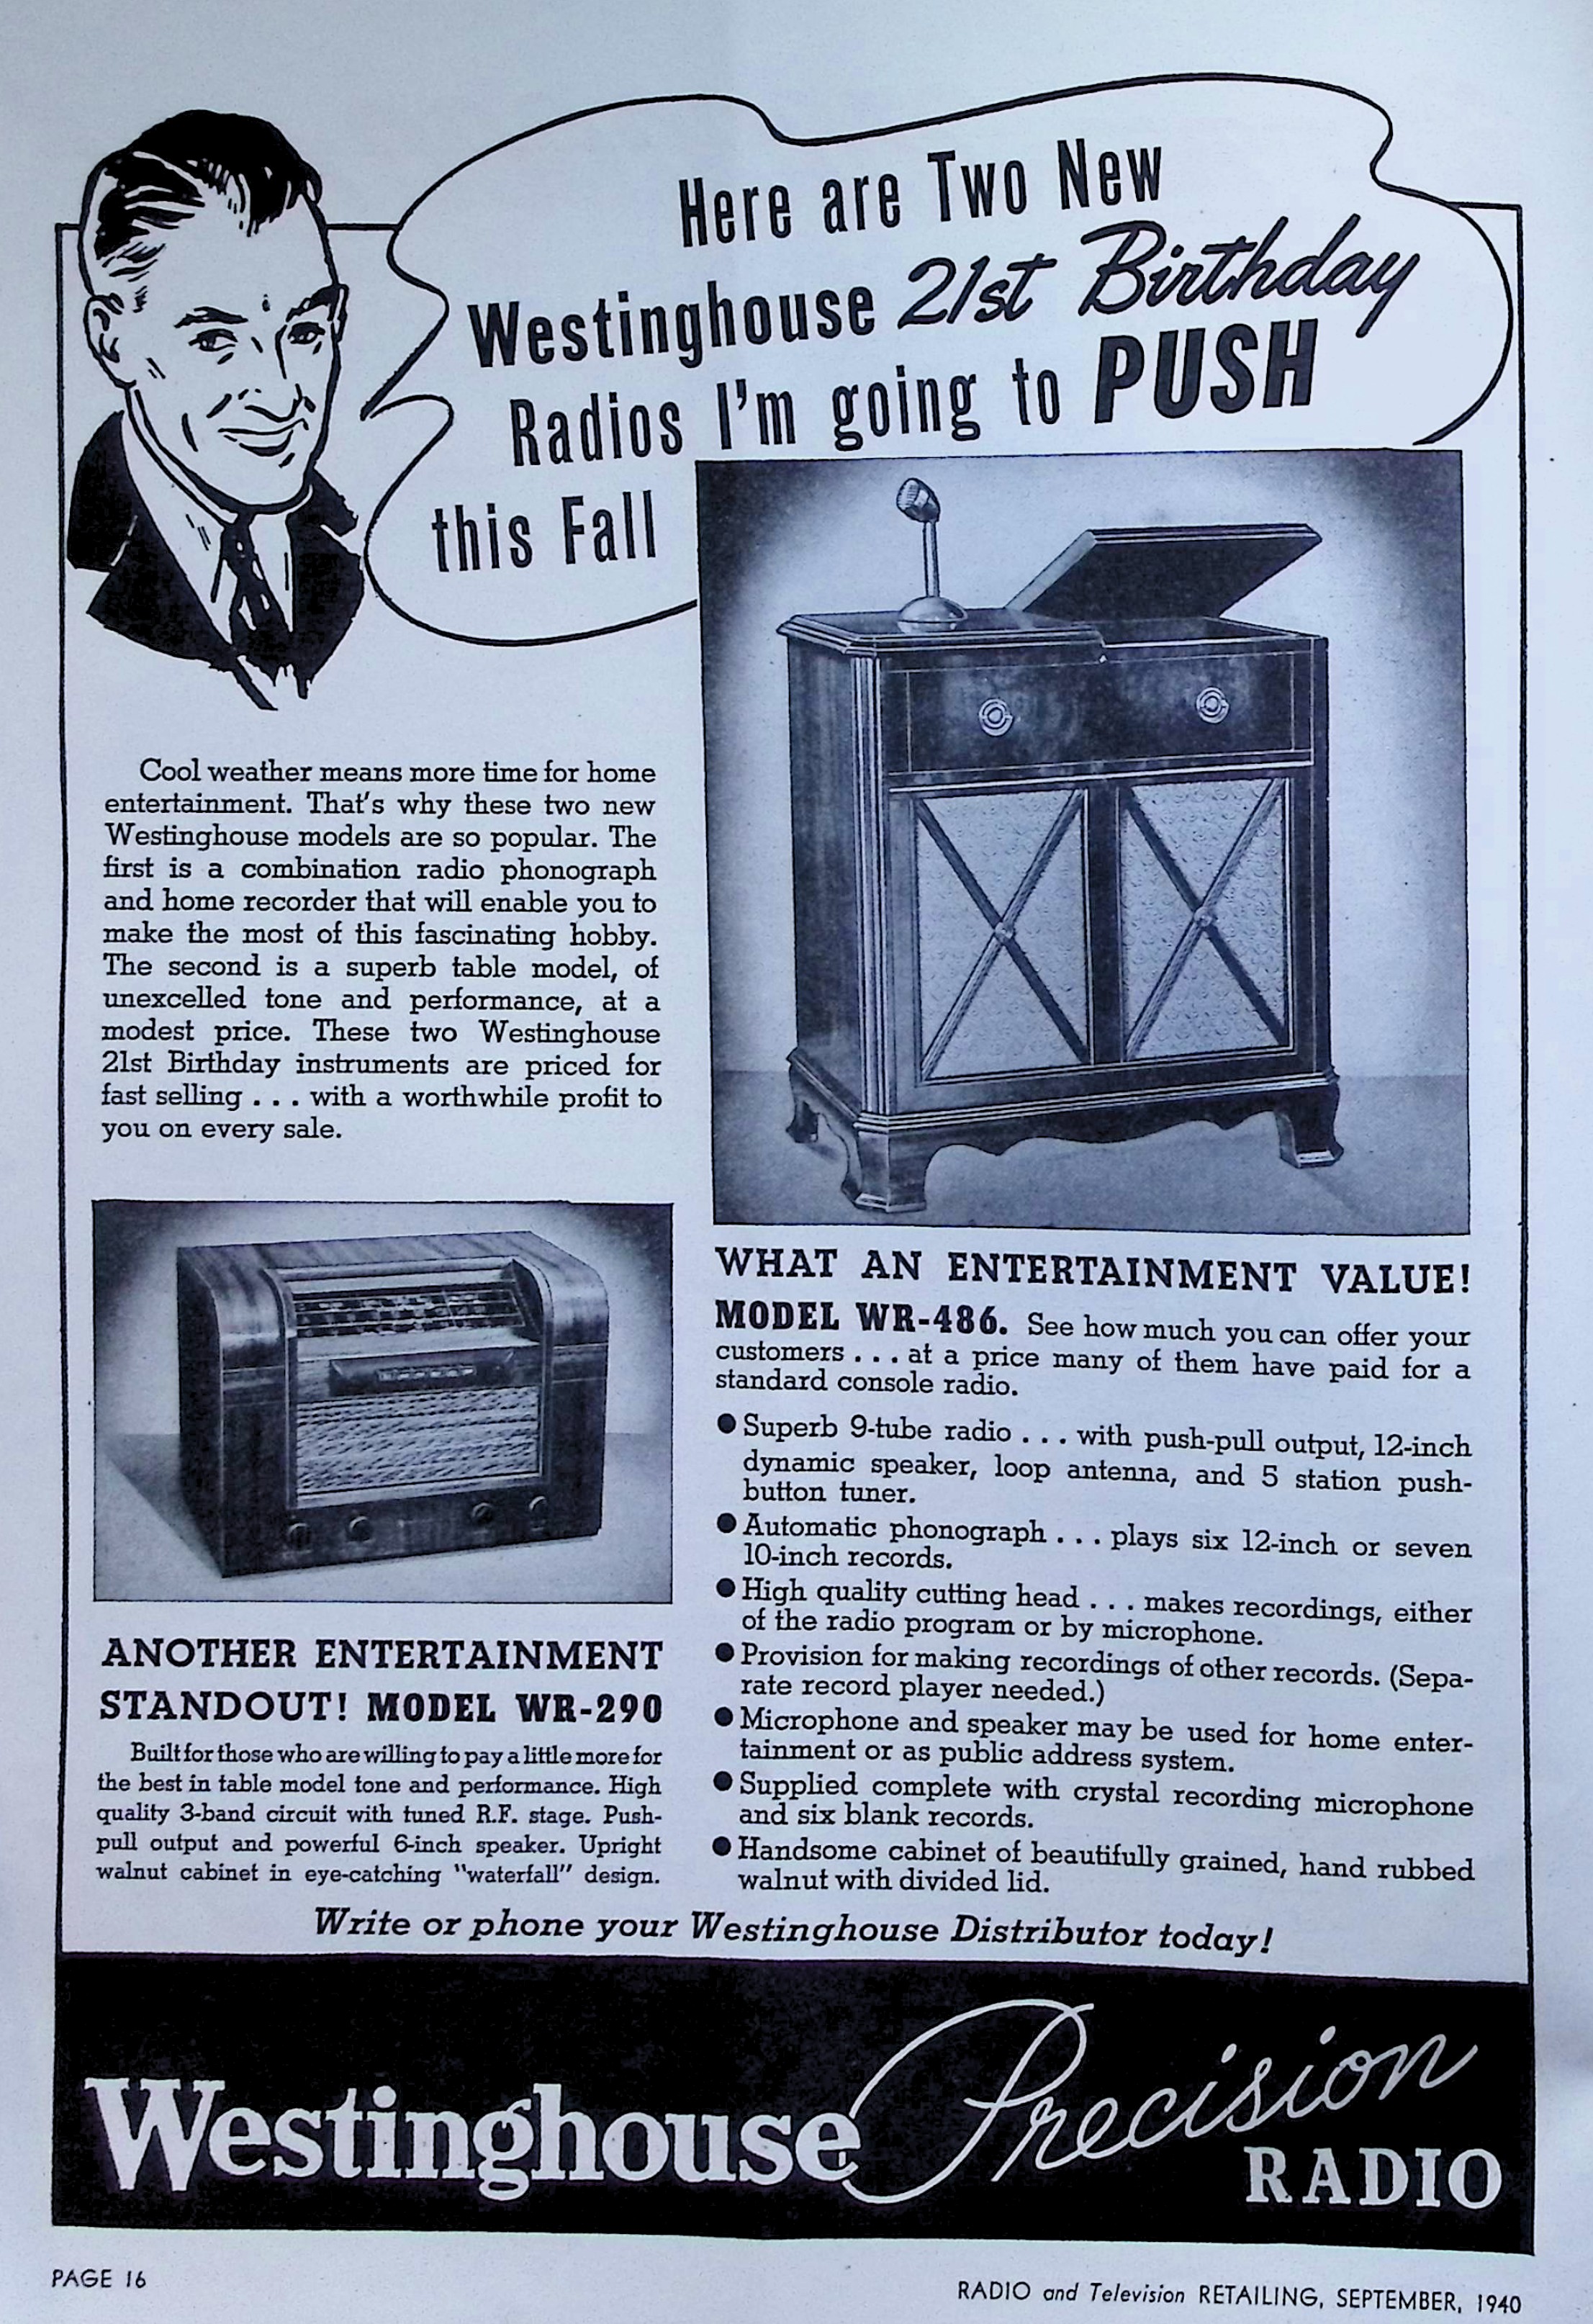 Here are Two New
Westinghouse 21st Birthday
Radios I'm going to PUSH
this Fall
Cool weather means more time for home
entertainment. That's why these two new
Westinghouse models are so popular. The
first is a combination radio phonograph
and home recorder that will enable you to
make the most of this fascinating hobby.
The second is a superb table model, of
unexcelled tone and performance, at a
modest price. These two Westinghouse
21st Birthday instruments are priced for
fast selling . . . with a worthwhile profit to
you on every sale.
ANOTHER ENTERTAINMENT
STANDOUT! MODEL WR-290
Built for those who are willing to pay a little more for
the best in table model tone and performance. High
quality 3-band circuit with tuned R.F. stage. Push-
pull output and powerful 6-inch speaker. Upright
walnut cabinet in eye-catching "waterfall" design.
WHAT AN ENTERTAINMENT VALUE!
MODEL WR-486. See how much you can offer your
customers . . . at a price many of them have paid for a
standard console radio.
● Superb 9-tube radio . . . with push-pull output, 12-inch
dynamic speaker, loop antenna, and 5 station push-
button tuner.
● Automatic phonograph . . . plays six 12-inch or seven
10-inch records.
● High quality cutting head . . . makes recordings, either
of the radio program or by microphone.
● Provision for making recordings of other records. (Sepa-
rate record player needed.)
● Microphone and speaker may be used for home enter-
tainment or as public address system.
● Supplied complete with crystal recording microphone
and six blank records.
● Handsome cabinet of beautifully grained, hand rubbed
walnut with divided lid.
Write or phone your Westinghouse Distributor today!
Westinghouse Precision
RADIO
PAGE 16
RADIO and Television RETAILING, SEPTEMBER, 1940